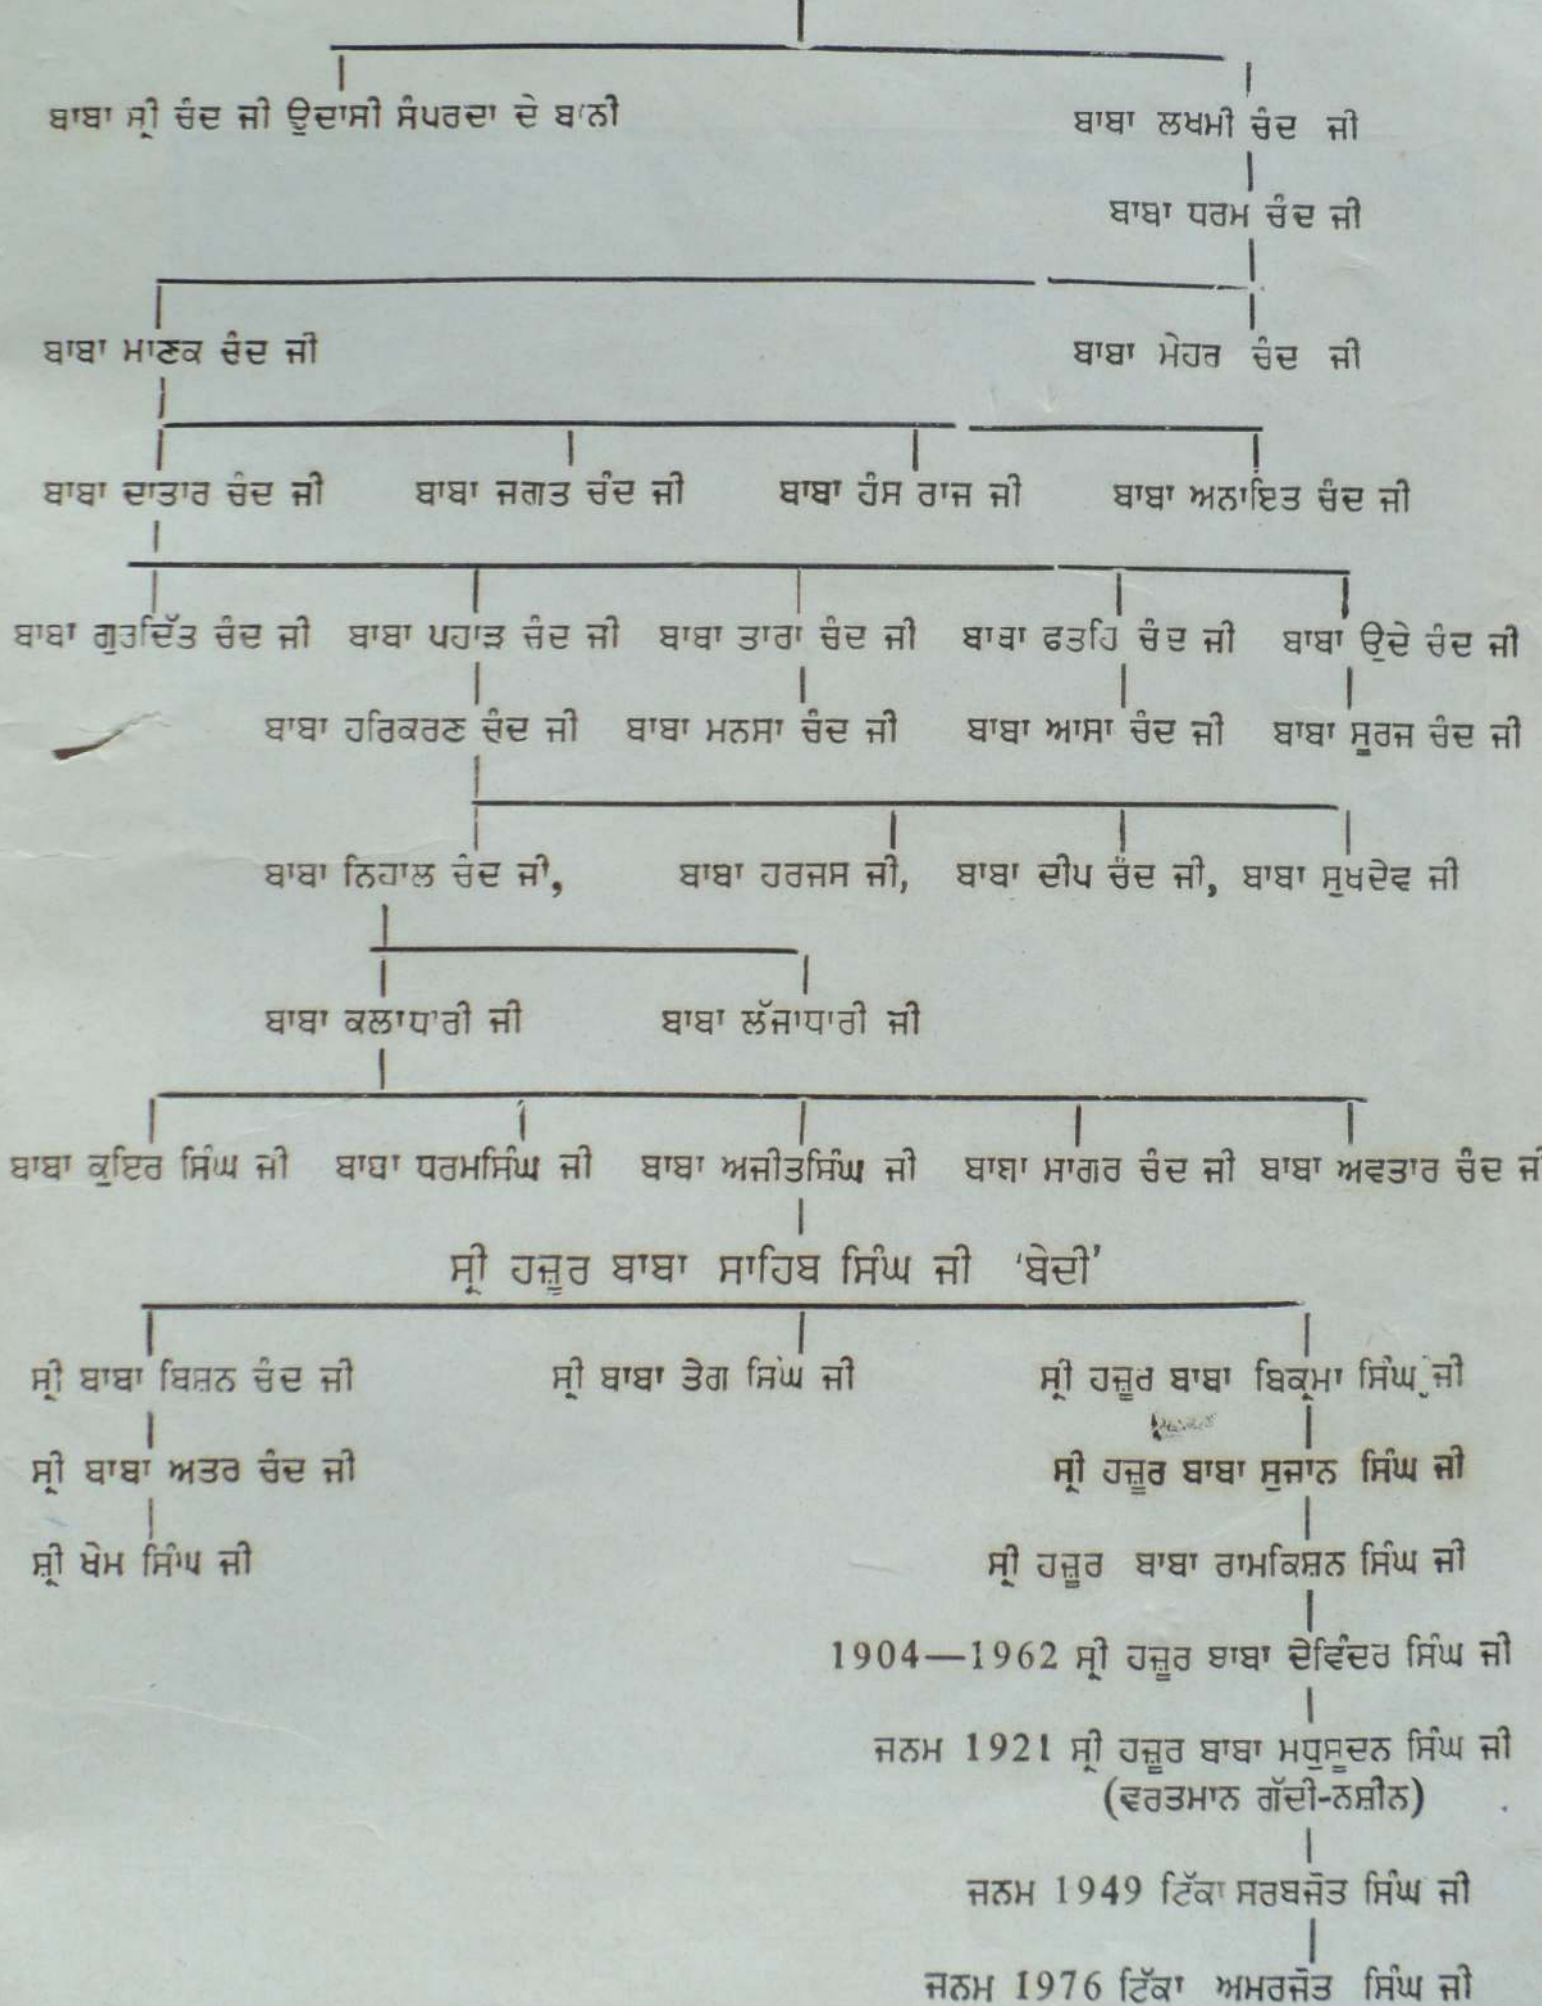 ਬਾਬਾ ਸ੍ਰੀ ਚੰਦ ਜੀ ਉਦਾਸੀ ਸੰਪਰਦਾ ਦੇ ਬਾਨੀ ਬਾਬਾ ਲਖਮੀ ਚੰਦ ਜੀ
ਬਾਬਾ ਧਰਮ ਚੰਦ ਜੀ
ਬਾਬਾ ਮਾਣਕ ਚੰਦ ਜੀ ਬਾਬਾ ਮੇਹਰ ਚੰਦ ਜੀ
ਬਾਬਾ ਦਾਤਾਰ ਚੰਦ ਜੀ ਬਾਬਾ ਜਗਤ ਚੰਦ ਜੀ ਬਾਬਾ ਹੰਸ ਰਾਜ ਜੀ ਬਾਬਾ ਅਨਾਇਤ ਚੰਦ ਜੀ
ਬਾਬਾ ਗੁਰਦਿੱਤ ਚੰਦ ਜੀ ਬਾਬਾ ਪਹਾੜ ਚੰਦ ਜੀ ਬਾਬਾ ਤਾਰਾ ਚੰਦ ਜੀ ਬਾਬਾ ਫਤਹਿ ਚੰਦ ਜੀ ਬਾਬਾ ਉਦੇ ਚੰਦ ਜੀ
ਬਾਬਾ ਹਰਿਕਰਣ ਚੰਦ ਜੀ ਬਾਬਾ ਮਨਸਾ ਚੰਦ ਜੀ ਬਾਬਾ ਆਸਾ ਚੰਦ ਜੀ ਬਾਬਾ ਸੂਰਜ ਚੰਦ ਜੀ
ਬਾਬਾ ਨਿਹਾਲ ਚੰਦ ਜੀ, ਬਾਬਾ ਹਰਜਸ ਜੀ, ਬਾਬਾ ਦੀਪ ਚੰਦ ਜੀ, ਬਾਬਾ ਸੁਖਦੇਵ ਜੀ
ਬਾਬਾ ਕਲਾਧਾਰੀ ਜੀ ਬਾਬਾ ਲੱਜਾਧਾਰੀ ਜੀ
ਬਾਬਾ ਕੁਇਰ ਸਿੰਘ ਜੀ ਬਾਬਾ ਧਰਮਸਿੰਘ ਜੀ ਬਾਬਾ ਅਜੀਤਸਿੰਘ ਜੀ ਬਾਬਾ ਸਾਗਰ ਚੰਦ ਜੀ ਬਾਬਾ ਅਵਤਾਰ ਚੰਦ ਜੀ
ਸ੍ਰੀ ਹਜ਼ੂਰ ਬਾਬਾ ਸਾਹਿਬ ਸਿੰਘ ਜੀ ‘ਬੇਦੀ’
ਸ੍ਰੀ ਬਾਬਾ ਬਿਸ਼ਨ ਚੰਦ ਜੀ ਸ੍ਰੀ ਬਾਬਾ ਤੇਗ ਸਿੰਘ ਜੀ ਸ੍ਰੀ ਹਜ਼ੂਰ ਬਾਬਾ ਬਿਕ੍ਰਮਾ ਸਿੰਘ ਜੀ
ਸ੍ਰੀ ਬਾਬਾ ਅਤਰ ਚੰਦ ਜੀ ਸ੍ਰੀ ਹਜ਼ੂਰ ਬਾਬਾ ਸੁਜਾਨ ਸਿੰਘ ਜੀ
ਸ਼੍ਰੀ ਖੇਮ ਸਿੰਘ ਜੀ ਸ੍ਰੀ ਹਜ਼ੂਰ ਬਾਬਾ ਰਾਮਕਿਸ਼ਨ ਸਿੰਘ ਜੀ
1904—1962 ਸ੍ਰੀ ਹਜ਼ੂਰ ਬਾਬਾ ਦੇਵਿੰਦਰ ਸਿੰਘ ਜੀ
ਜਨਮ 1921 ਸ੍ਰੀ ਹਜ਼ੂਰ ਬਾਬਾ ਮਧੁਸੂਦਨ ਸਿੰਘ ਜੀ
(ਵਰਤਮਾਨ ਗੱਦੀ-ਨਸ਼ੀਨ)
ਜਨਮ 1949 ਟਿੱਕਾ ਸਰਬਜੋਤ ਸਿੰਘ ਜੀ
ਜਨਮ 1976 ਟਿੱਕਾ ਅਮਰਜੋਤ ਸਿੰਘ ਜੀ